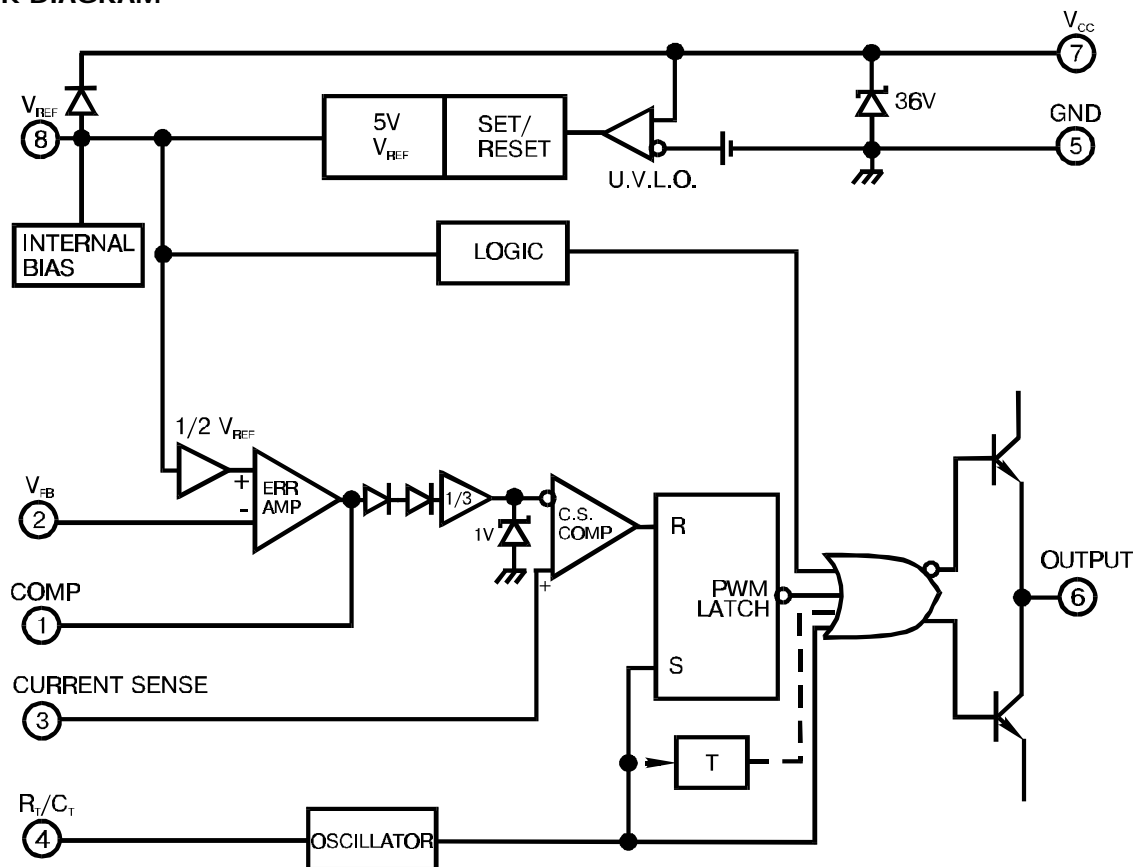 K DIAGRAM
VCC
7
36V
GND
5
VREF
8
5V
VREF
SET/
RESET
U.V.L.O.
INTERNAL
BIAS
LOGIC
1/2 VREF
+
-
ERR
AMP
1/3
1V
C.S.
COMP
+
VFB
2
COMP
1
R
PWM
LATCH
S
OUTPUT
6
CURRENT SENSE
3
T
RT/CT
4
OSCILLATOR